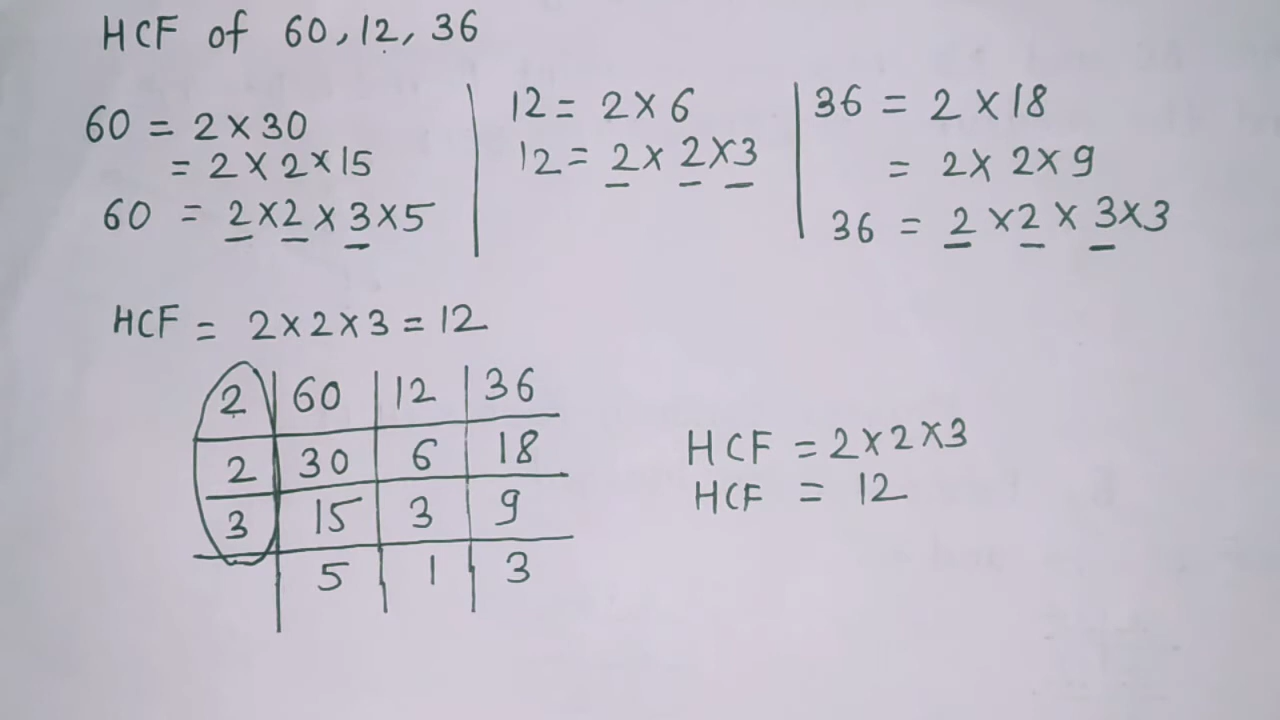 HCF of 60, 12, 36
60 = 2 × 30
= 2 × 2 × 15
60 = 2 × 2 × 3 × 5
12 = 2 × 6
12 = 2 × 2 × 3
36 = 2 × 18
= 2 × 2 × 9
36 = 2 × 2 × 3 × 3
HCF = 2 × 2 × 3 = 12
2 60 12 36
2 30 6 18
3 15 3 9
5 1 3
HCF = 2 × 2 × 3
HCF = 12